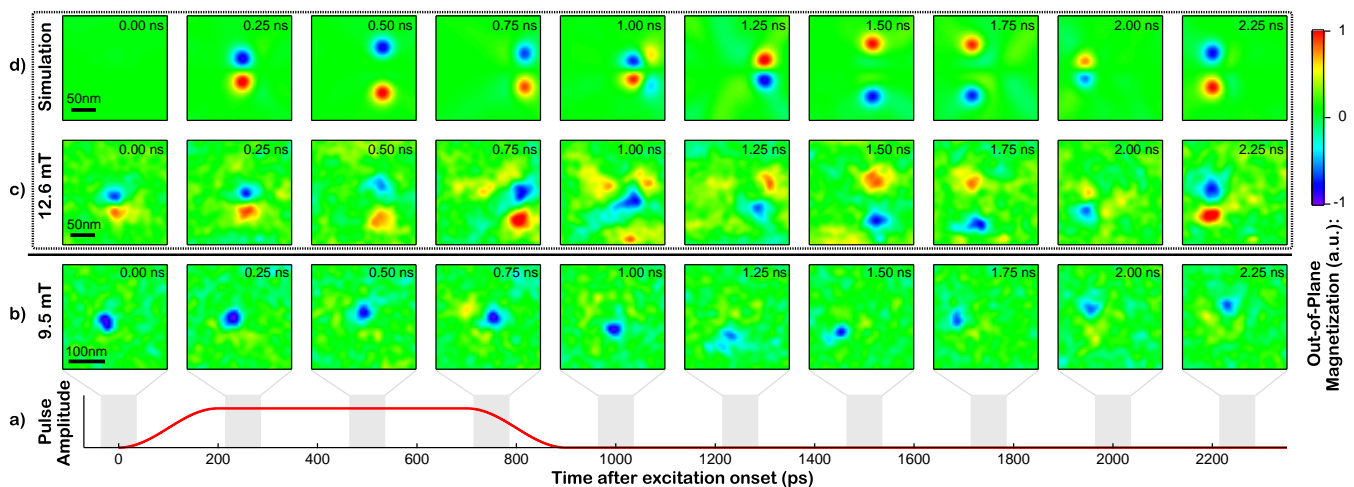 d) Simulation 0.00 ns 0.25 ns 0.50 ns 0.75 ns 1.00 ns 1.25 ns 1.50 ns 1.75 ns 2.00 ns 2.25 ns
50nm
c) 12.6 mT 0.00 ns 0.25 ns 0.50 ns 0.75 ns 1.00 ns 1.25 ns 1.50 ns 1.75 ns 2.00 ns 2.25 ns
50nm
b) 9.5 mT 0.00 ns 0.25 ns 0.50 ns 0.75 ns 1.00 ns 1.25 ns 1.50 ns 1.75 ns 2.00 ns 2.25 ns
100nm
a) Pulse
Amplitude
0 200 400 600 800 1000 1200 1400 1600 1800 2000 2200
Time after excitation onset (ps)
1
0
-1
Out-of-Plane
Magnetization (a.u.):